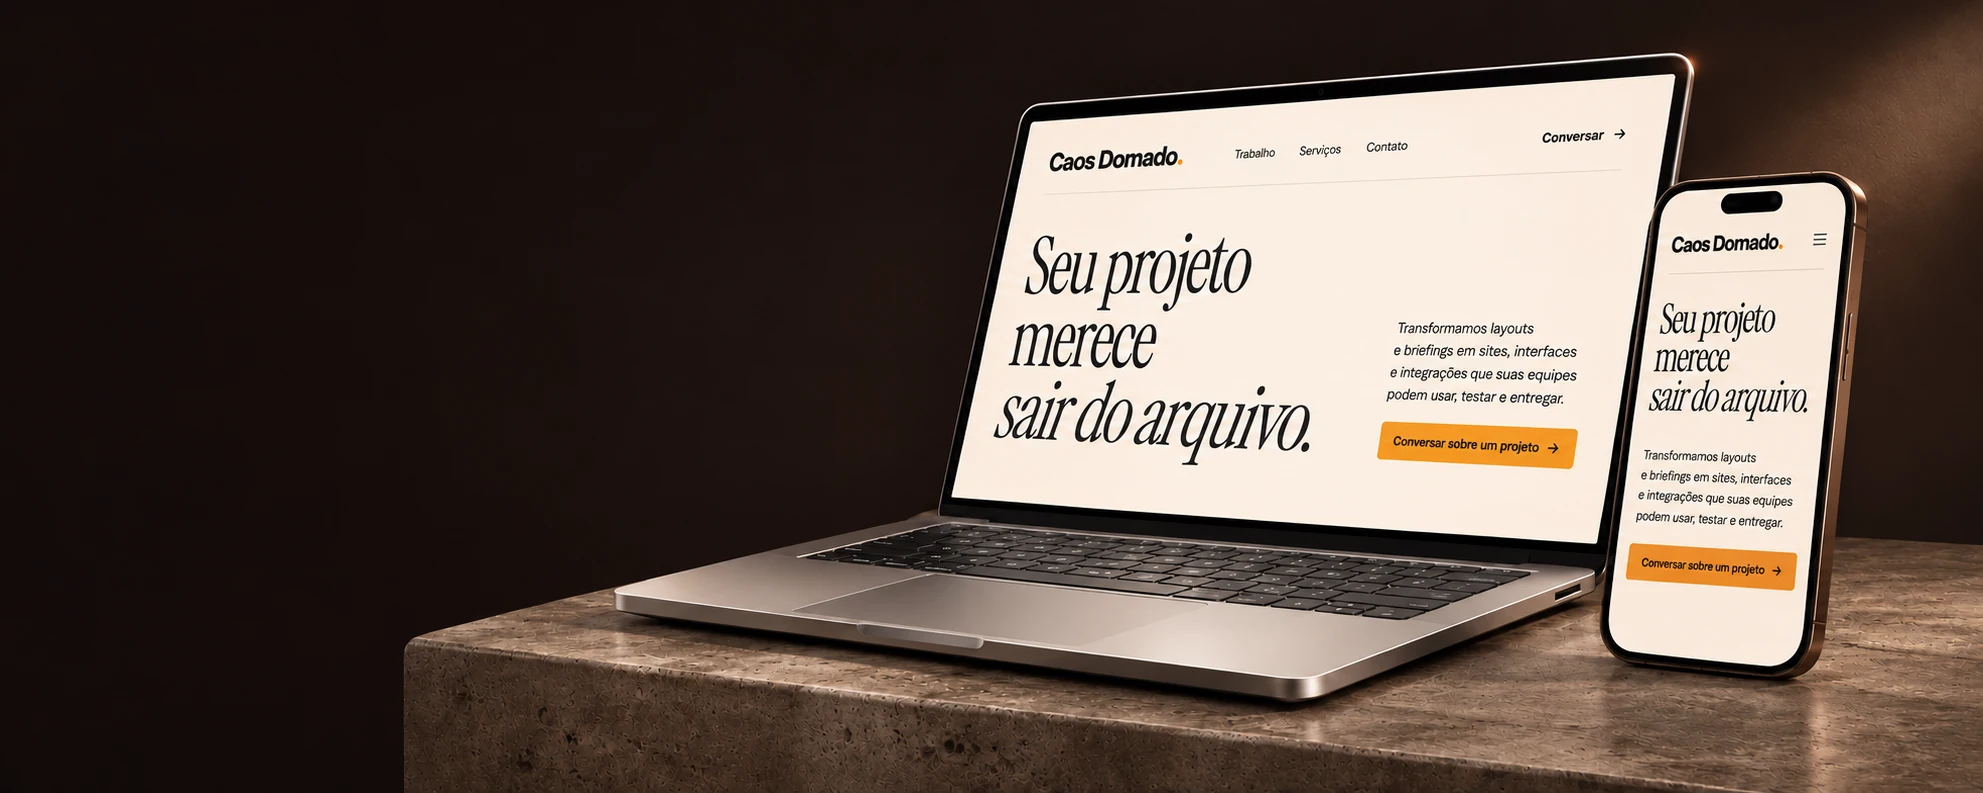 Caos Domado.
Trabalho
Serviços
Contato
Conversar →
Seu projeto
merece
sair do arquivo.
Transformamos layouts
e briefings em sites, interfaces
e integrações que suas equipes
podem usar, testar e entregar.
Conversar sobre um projeto →
Caos Domado.
Seu projeto
merece
sair do arquivo.
Transformamos layouts
e briefings em sites, interfaces
e integrações que suas equipes
podem usar, testar e entregar.
Conversar sobre um projeto →